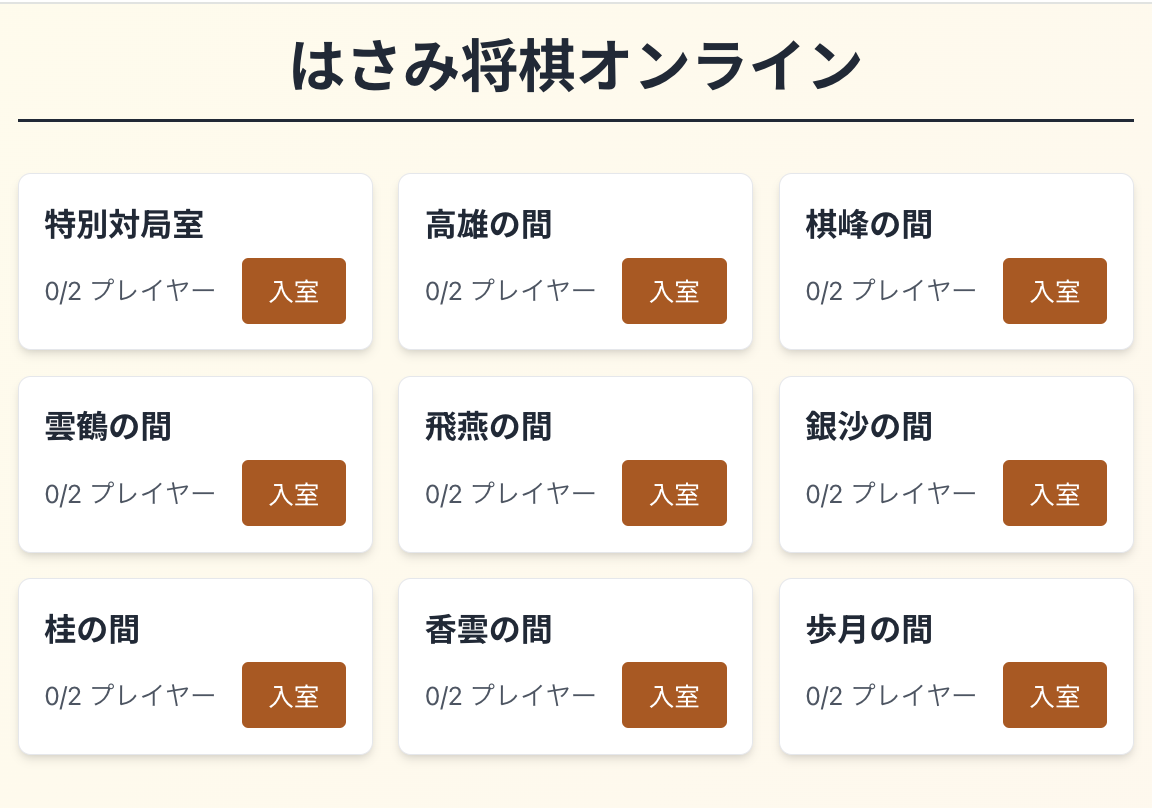 はさみ将棋オンライン
特別対局室
0/2 プレイヤー 入室
高雄の間
0/2 プレイヤー 入室
棋峰の間
0/2 プレイヤー 入室
雲鶴の間
0/2 プレイヤー 入室
飛燕の間
0/2 プレイヤー 入室
銀沙の間
0/2 プレイヤー 入室
桂の間
0/2 プレイヤー 入室
香雲の間
0/2 プレイヤー 入室
歩月の間
0/2 プレイヤー 入室